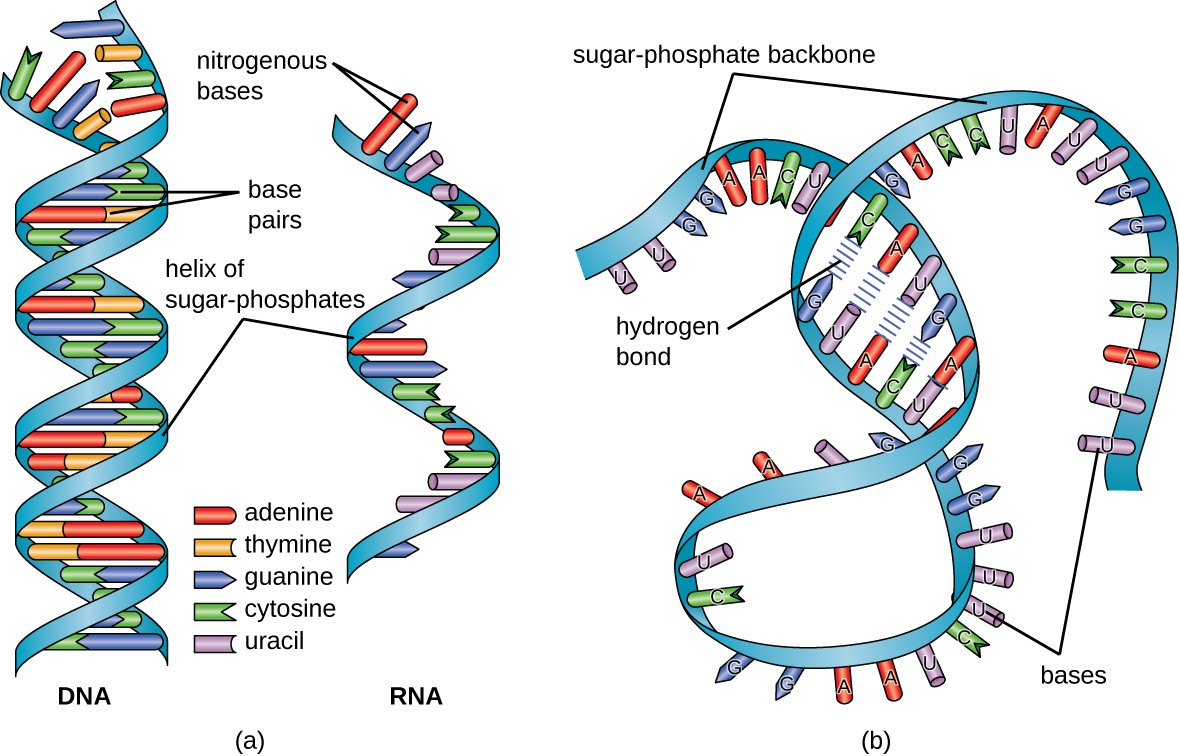 nitrogenous
bases
base
pairs
helix of
sugar-phosphates
adenine
thymine
guanine
cytosine
uracil
DNA
RNA
(a)
sugar-phosphate backbone
hydrogen
bond
U
U
G
G
A
A
C
U
G
A
C
C
U
A
U
U
G
G
C
C
A
U
U
C
A
U
G
A
G
U
A
C
U
G
A
A
U
C
G
G
A
A
U
C
U
U
U
G
G
bases
(b)